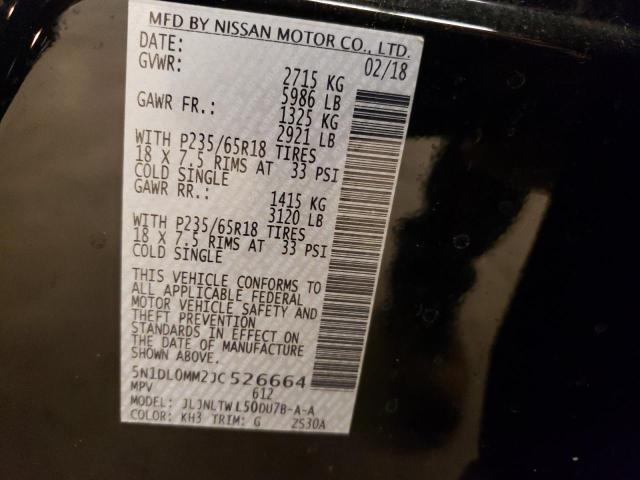 MFD BY NISSAN MOTOR CO., LTD.
DATE: 02/18
GVWR: 2715 KG
5986 LB
GAWR FR.: 1325 KG
2921 LB
WITH P235/65R18 TIRES
18 X 7.5 RIMS AT 33 PSI
COLD SINGLE
GAWR RR.: 1415 KG
3120 LB
WITH P235/65R18 TIRES
18 X 7.5 RIMS AT 33 PSI
COLD SINGLE
THIS VEHICLE CONFORMS TO
ALL APPLICABLE FEDERAL
MOTOR VEHICLE SAFETY AND
THEFT PREVENTION
STANDARDS IN EFFECT ON
THE DATE OF MANUFACTURE
SHOWN ABOVE.
5N1DL0MM2JC526664
MPV 612
MODEL: JLJNLTWL50DU7B-A-A
COLOR: KH3 TRIM: G 2S30A